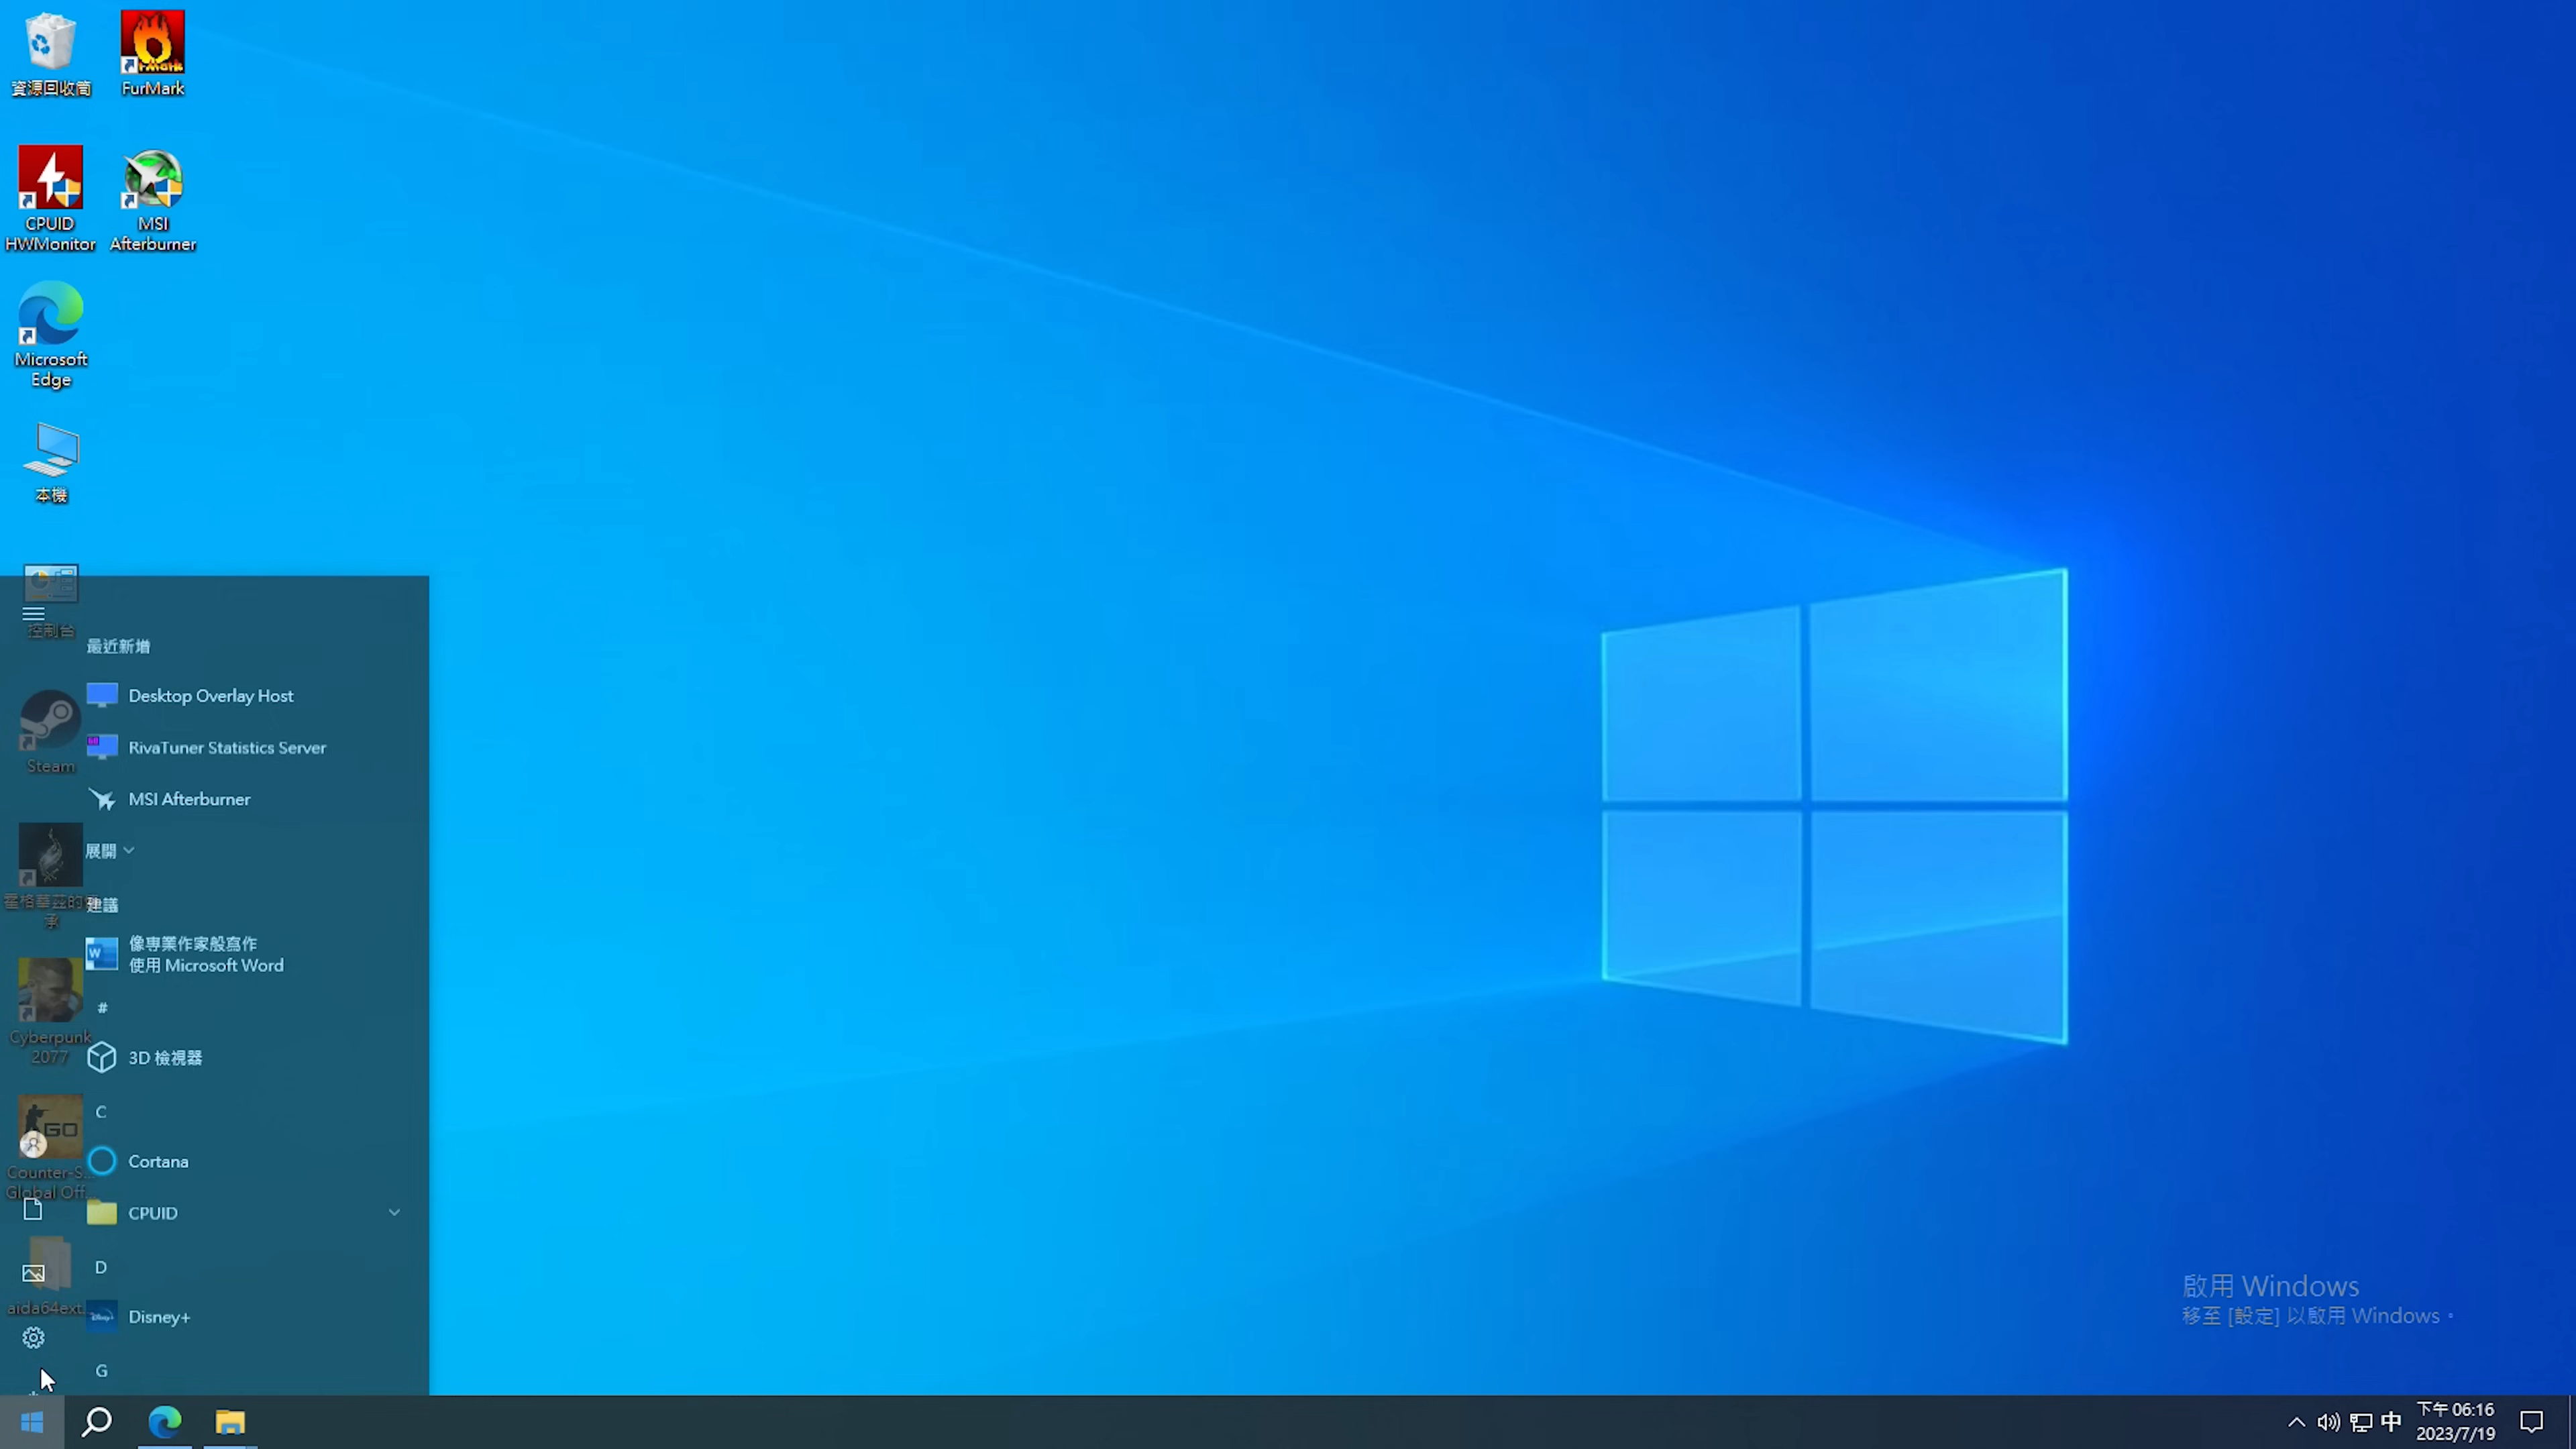 資源回收筒
FurMark
CPUID
HWMonitor
MSI
Afterburner
Microsoft
Edge
本機
控制台
Steam
承
Cyberpunk
2077
Counter-S...
Global Off...
aida64ext...
最近新增
Desktop Overlay Host
RivaTuner Statistics Server
MSI Afterburner
展開
建議
像專業作家般寫作
使用 Microsoft Word
#
3D 檢視器
C
Cortana
CPUID
D
Disney+
G
啟用 Windows
移至 [設定] 以啟用 Windows。
中
下午 06:16
2023/7/19